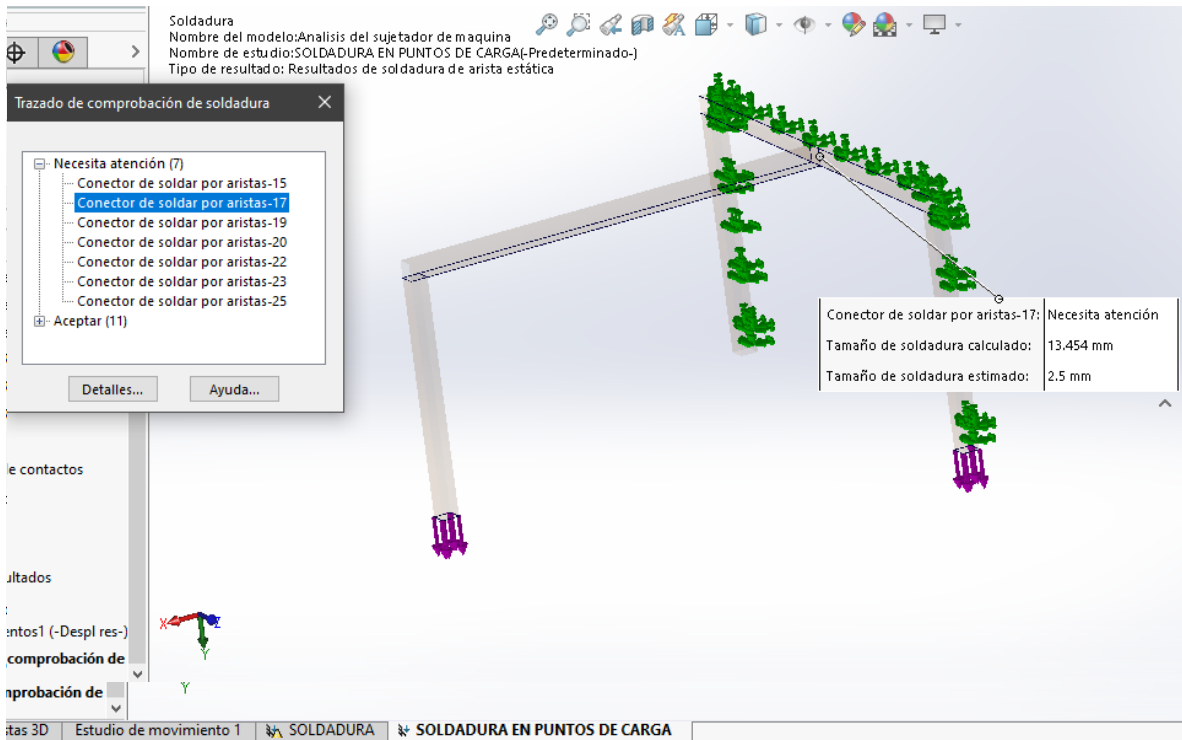 Soldadura
Nombre del modelo:Analisis del sujetador de maquina
Nombre de estudio:SOLDADURA EN PUNTOS DE CARGA(-Predeterminado-)
Tipo de resultado: Resultados de soldadura de arista estática
Trazado de comprobación de soldadura
Necesita atención (7)
Conector de soldar por aristas-15
Conector de soldar por aristas-17
Conector de soldar por aristas-19
Conector de soldar por aristas-20
Conector de soldar por aristas-22
Conector de soldar por aristas-23
Conector de soldar por aristas-25
Aceptar (11)
Detalles... Ayuda...
Conector de soldar por aristas-17: Necesita atención
Tamaño de soldadura calculado: 13.454 mm
Tamaño de soldadura estimado: 2.5 mm
e contactos
ultados
entos1 (-Despl res-)
comprobación de
mprobación de
X Z
Y
Y
stas 3D Estudio de movimiento 1 SOLDADURA SOLDADURA EN PUNTOS DE CARGA